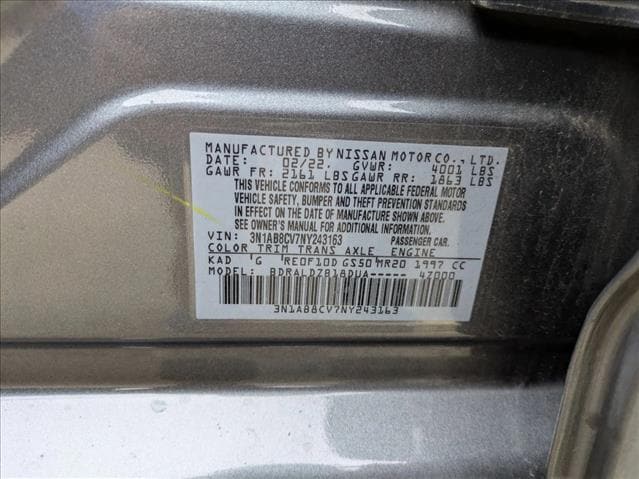 MANUFACTURED BY NISSAN MOTOR CO., LTD.
DATE: 02/22. GVWR: 4001 LBS
GAWR FR: 2161 LBS GAWR RR: 1863 LBS
THIS VEHICLE CONFORMS TO ALL APPLICABLE FEDERAL MOTOR
VEHICLE SAFETY, BUMPER AND THEFT PREVENTION STANDARDS
IN EFFECT ON THE DATE OF MANUFACTURE SHOWN ABOVE.
SEE OWNER'S MANUAL FOR ADDITIONAL INFORMATION
VIN: 3N1AB8CV7NY243163 PASSENGER CAR.
COLOR TRIM TRANS AXLE ENGINE
KAD 'G 'RE0F10D GS50'MR20 1997 CC
MODEL: BDRALDZB18DUA----- 4Z000
3N1AB8CV7NY243163